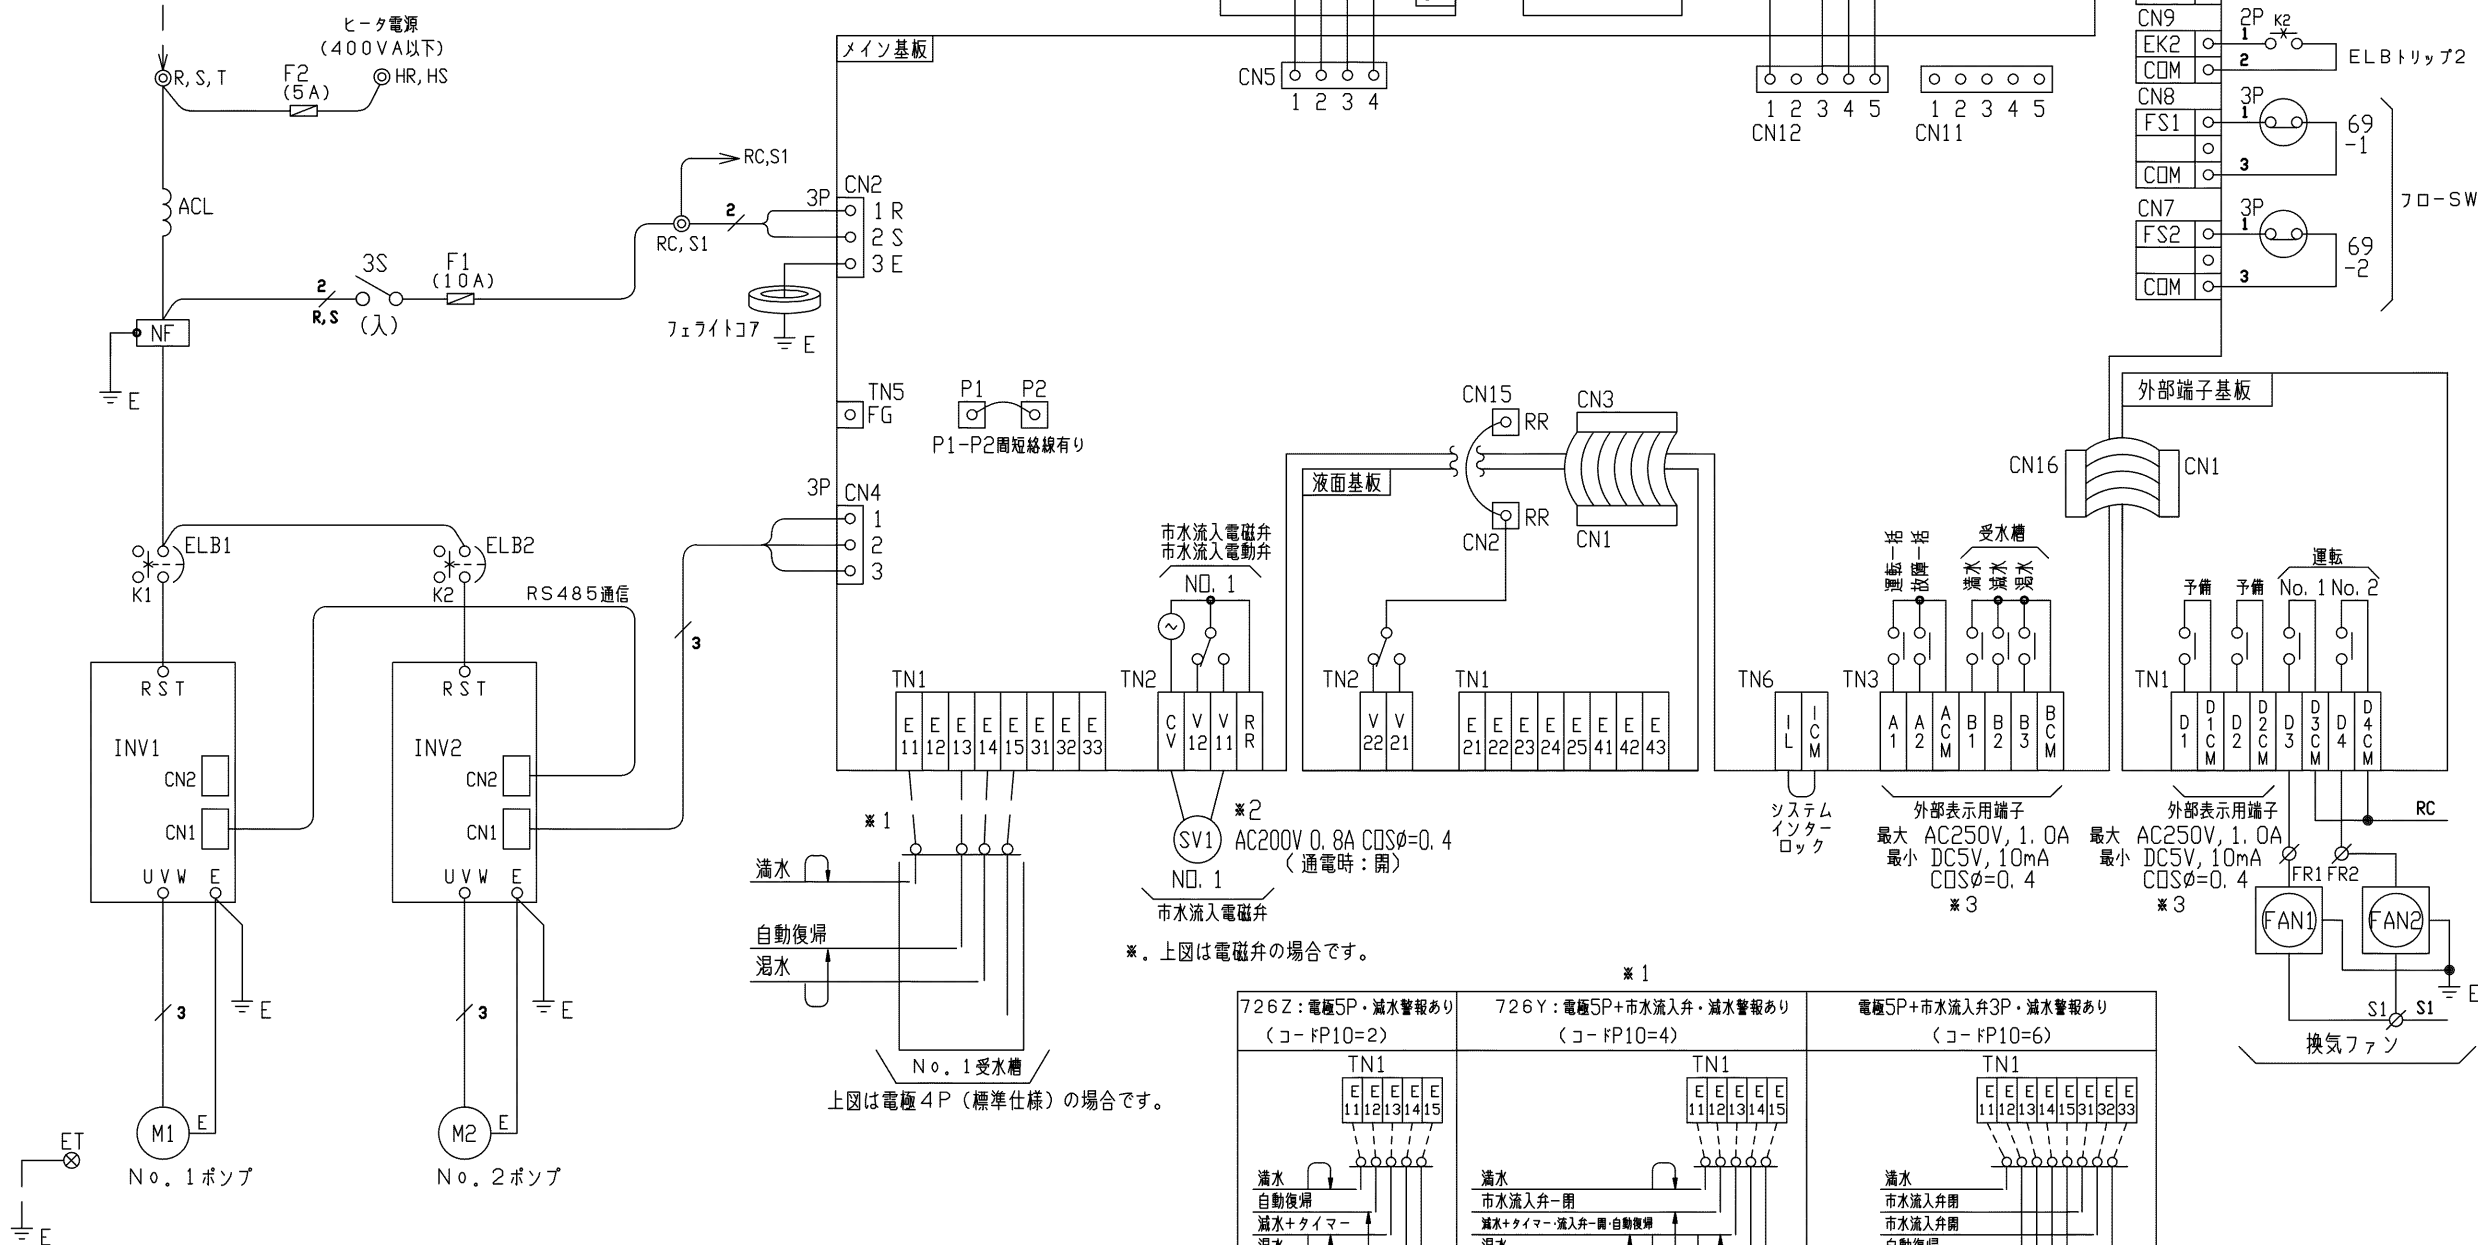 ヒータ電源
(400VA以下)
R, S, T
F2
(5A)
HR, HS
ACL
RC,S1
RC, S1
2
3S
F1
(10A)
2
R,S
(入)
NF
E
メイン基板
CN5
1 2 3 4
1 2 3 4 5
CN12
1 2 3 4 5
CN11
CN9
2P K2
EK2
1
COM
2
ELBトリップ2
CN8
3P
FS1
1
COM
3
69
-1
CN7
3P
FS2
1
COM
3
69
-2
フローSW
CN2
3P
1 R
2 S
3 E
フェライトコア
E
TN5
FG
P1 P2
P1-P2間短絡線有り
3P CN4
1
2
3
3
ELB1
K1
ELB2
K2
RS485通信
R S T
INV1
CN2
CN1
U V W E
R S T
INV2
CN2
CN1
U V W E
3
E
3
E
M1
E
No. 1ポンプ
M2
E
No. 2ポンプ
ET
E
CN15
RR
CN3
液面基板
CN2
RR
CN1
市水流入電磁弁
市水流入電動弁
NO. 1
TN1
E11 E12 E13 E14 E15 E31 E32 E33
TN2
CV V12 V11 RR
TN2
V22 V21
TN1
E21 E22 E23 E24 E25 E41 E42 E43
※1
※2
SV1
AC200V 0.8A COSØ=0.4
(通電時:開)
NO. 1
市水流入電磁弁
※. 上図は電磁弁の場合です。
満水
自動復帰
渇水
No. 1受水槽
上図は電極4P(標準仕様)の場合です。
外部端子基板
CN16
CN1
運転一括
故障一括
受水槽
満水
減水
渇水
TN6
IL ICM
システム
インター
ロック
TN3
A1 A2 ACM B1 B2 B3 BCM
外部表示用端子
最大 AC250V, 1.0A
最小 DC5V, 10mA
COSØ=0.4
※3
予備 予備
運転
No. 1 No. 2
TN1
D1 D1CM D2 D2CM D3 D3CM D4 D4CM
外部表示用端子
最大 AC250V, 1.0A
最小 DC5V, 10mA
COSØ=0.4
※3
RC
FR1 FR2
FAN1
FAN2
E
S1 S1
換気ファン
※1
726Z:電極5P・減水警報あり
(コードP10=2)
726Y:電極5P+市水流入弁・減水警報あり
(コードP10=4)
電極5P+市水流入弁3P・減水警報あり
(コードP10=6)
TN1
E11 E12 E13 E14 E15
満水
自動復帰
減水+タイマー
渇水
TN1
E11 E12 E13 E14 E15
満水
市水流入弁一閉
減水+タイマー・流入弁一開・自動復帰
渇水
TN1
E11 E12 E13 E14 E15 E31 E32 E33
満水
市水流入弁閉
市水流入弁開
自動復帰